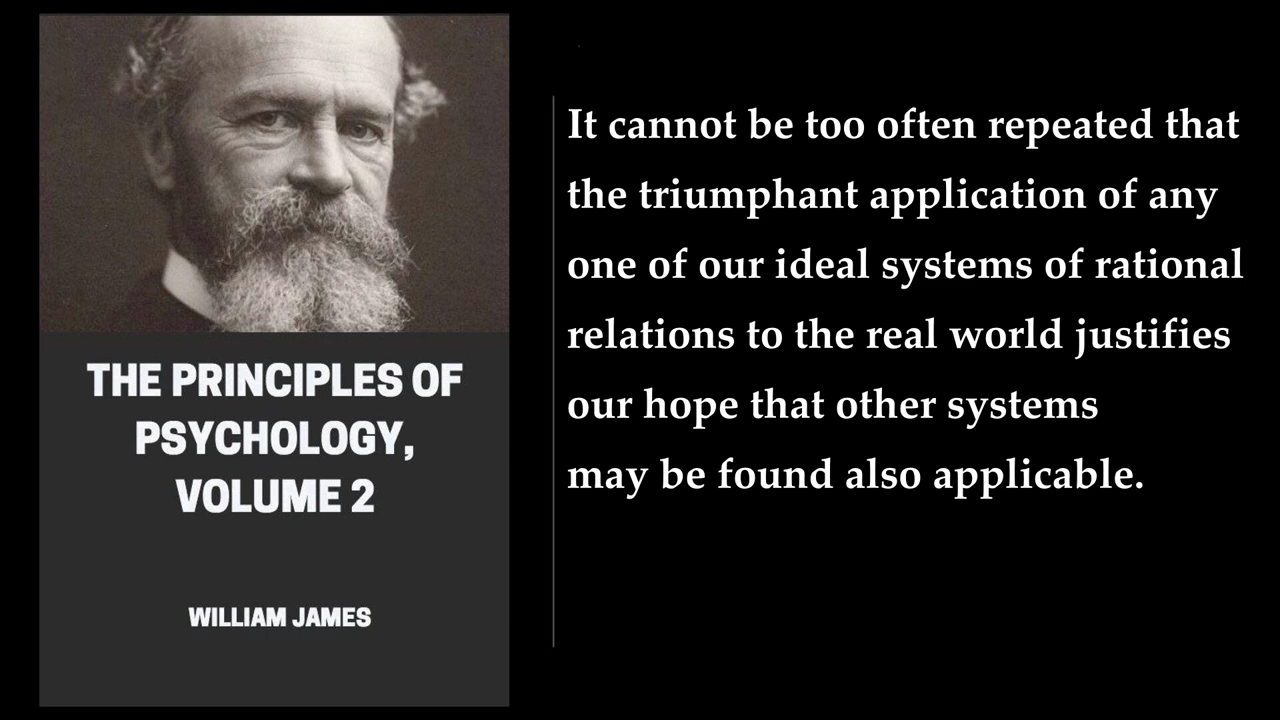 THE PRINCIPLES OF
PSYCHOLOGY,
VOLUME 2
WILLIAM JAMES
It cannot be too often repeated that
the triumphant application of any
one of our ideal systems of rational
relations to the real world justifies
our hope that other systems
may be found also applicable.